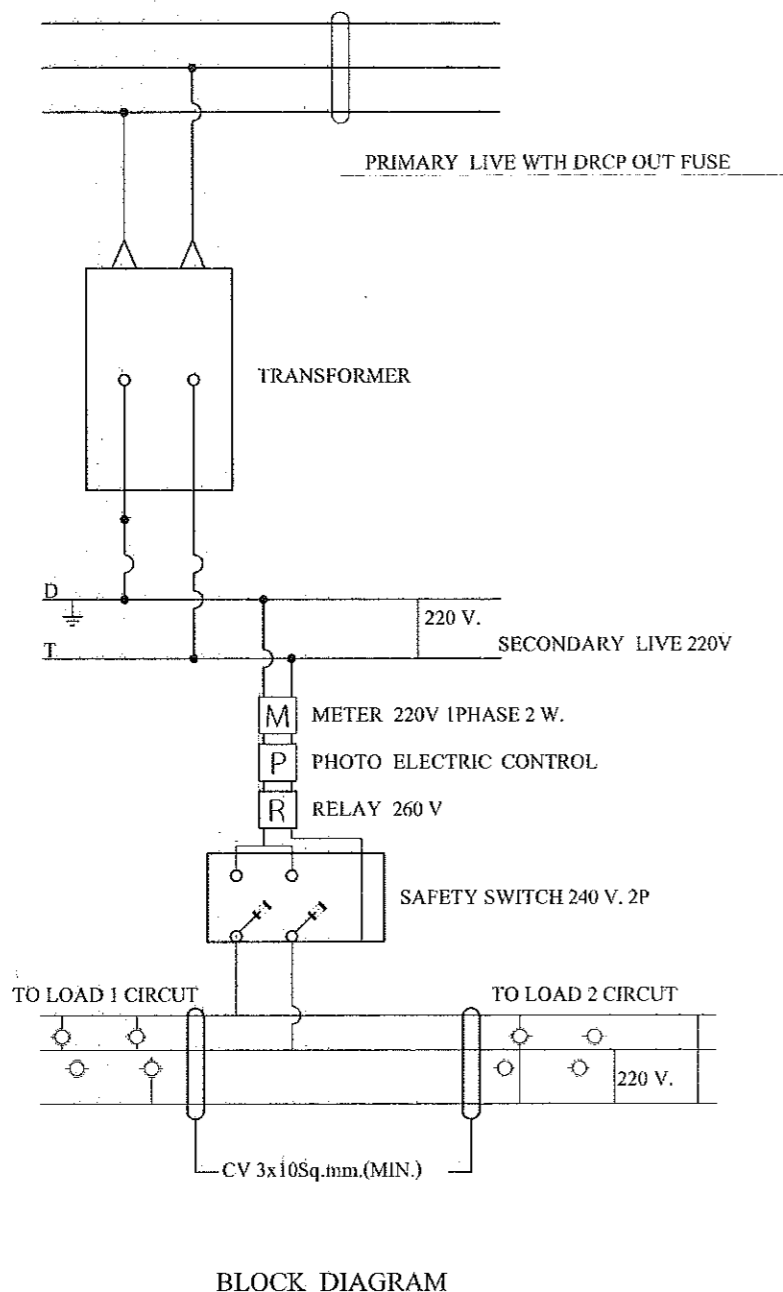 PRIMARY LIVE WTH DRCP OUT FUSE
TRANSFORMER
D
220 V.
T
SECONDARY LIVE 220V
M METER 220V 1PHASE 2 W.
P PHOTO ELECTRIC CONTROL
R RELAY 260 V
SAFETY SWITCH 240 V. 2P
TO LOAD 1 CIRCUT
TO LOAD 2 CIRCUT
220 V.
CV 3x10Sq.mm.(MIN.)
BLOCK DIAGRAM